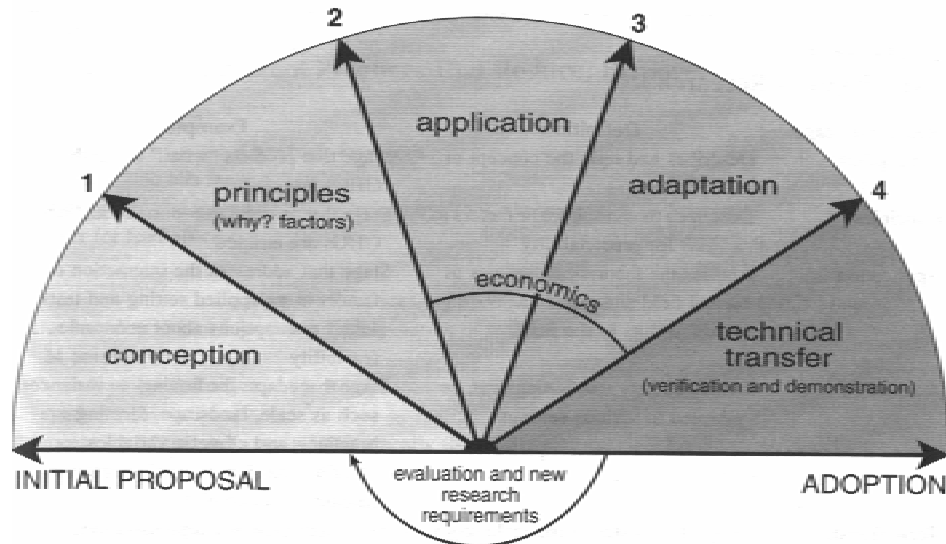 2
3
application
1
principles
(why? factors)
adaptation
4
economics
conception
technical
transfer
(verification and demonstration)
INITIAL PROPOSAL
evaluation and new
research
requirements
ADOPTION